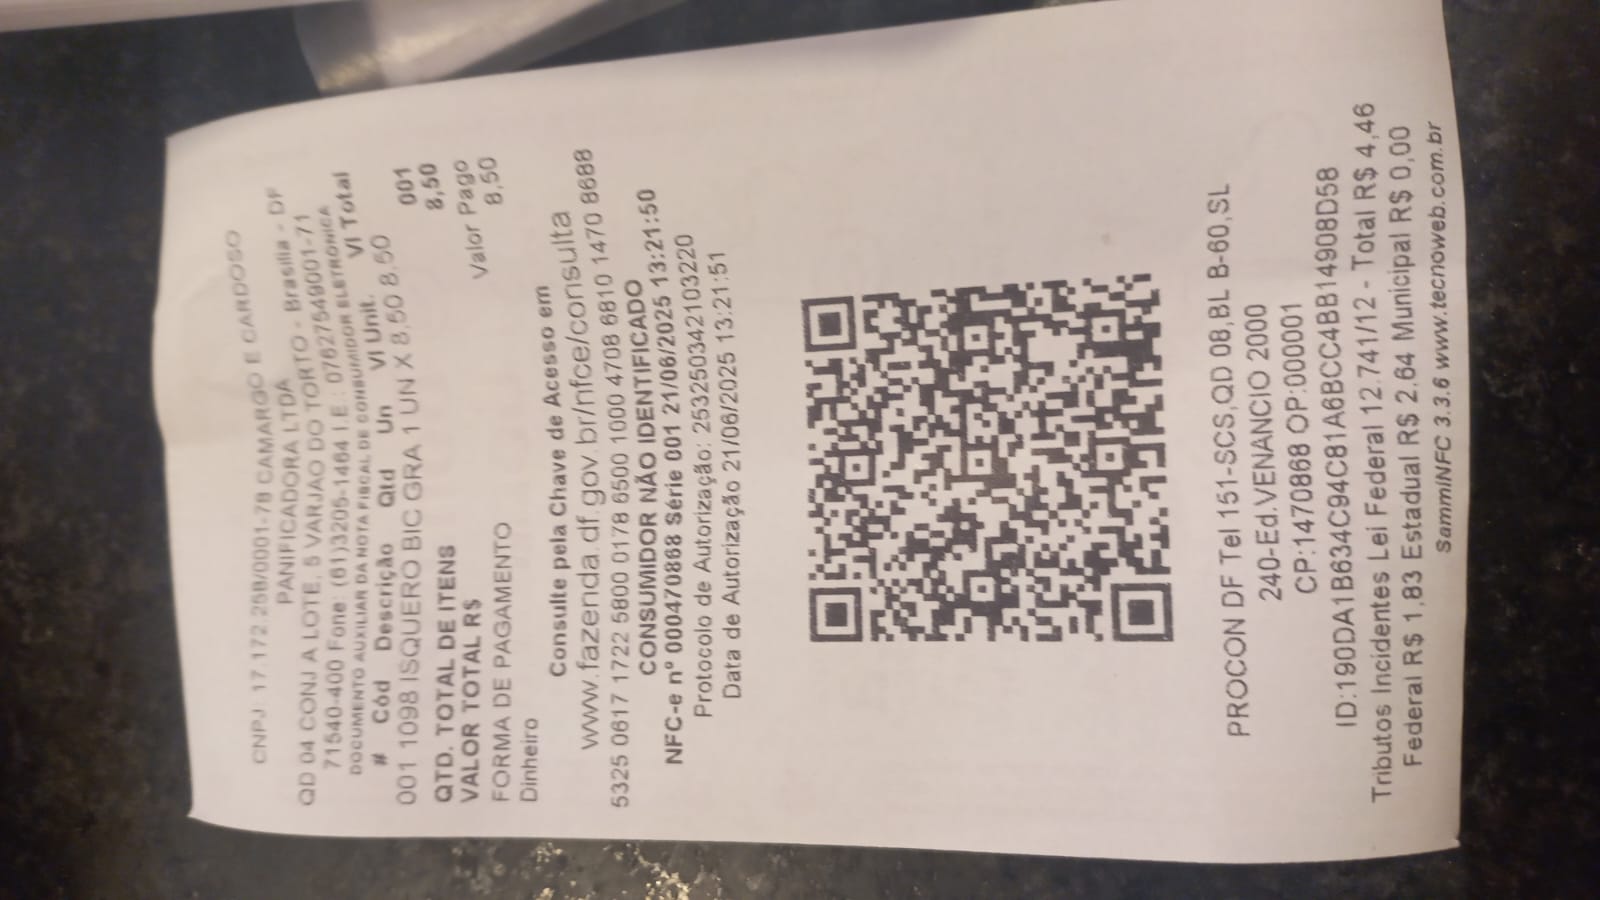 CNPJ: 17.172.258/0001-78 CAMARGO E CARDOSO
PANIFICADORA LTDA
QD 04 CONJ A LOTE, 5 VARJAO DO TORTO - Brasília - DF
71540-400 Fone: (61)3205-1464 I.E.: 07627549001-71
DOCUMENTO AUXILIAR DA NOTA FISCAL DE CONSUMIDOR ELETRÔNICA
# Cód Descrição Qtd Un Vl Unit. Vl Total
001 1098 ISQUERO BIC GRA 1 UN X 8,50 8,50
QTD. TOTAL DE ITENS 001
VALOR TOTAL R$ 8,50
FORMA DE PAGAMENTO Valor Pago
Dinheiro 8,50
Consulte pela Chave de Acesso em
www.fazenda.df.gov.br/nfce/consulta
5325 0617 1722 5800 0178 6500 1000 4708 6810 1470 8688
CONSUMIDOR NÃO IDENTIFICADO
NFC-e nº 000470868 Série 001 21/06/2025 13:21:50
Protocolo de Autorização: 253250342103220
Data de Autorização 21/06/2025 13:21:51
PROCON DF Tel 151-SCS,QD 08,BL B-60,SL
240-Ed.VENANCIO 2000
CP:1470868 OP:000001
ID:190DA1B634C94C81A6BCC4BB14908D58
Tributos Incidentes Lei Federal 12.741/12 - Total R$ 4,46
Federal R$ 1,83 Estadual R$ 2,64 Municipal R$ 0,00
SammiNFC 3.3.6 www.tecnoweb.com.br